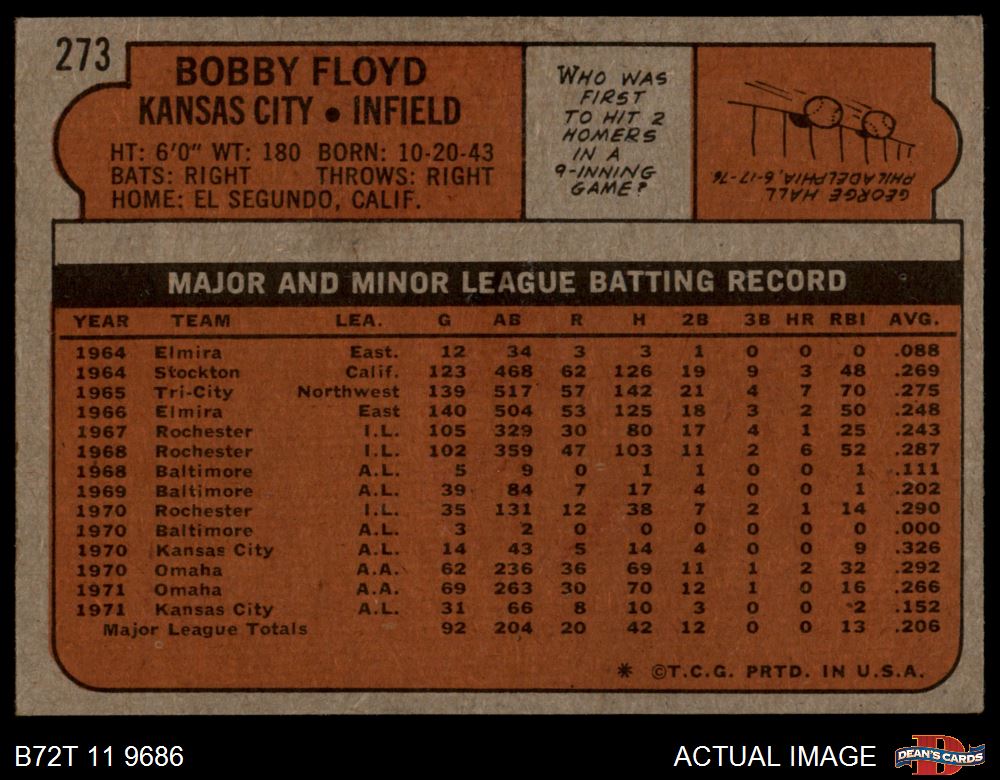 273
BOBBY FLOYD
KANSAS CITY • INFIELD
HT: 6'0" WT: 180 BORN: 10-20-43
BATS: RIGHT THROWS: RIGHT
HOME: EL SEGUNDO, CALIF.
WHO WAS
FIRST
TO HIT 2
HOMERS
IN A
9-INNING
GAME?
GEORGE HALL
PHILADELPHIA, 6-17-76
MAJOR AND MINOR LEAGUE BATTING RECORD
YEAR TEAM LEA. G AB R H 2B 3B HR RBI AVG.
1964 Elmira East. 12 34 3 3 1 0 0 0 .088
1964 Stockton Calif. 123 468 62 126 19 9 3 48 .269
1965 Tri-City Northwest 139 517 57 142 21 4 7 70 .275
1966 Elmira East 140 504 53 125 18 3 2 50 .248
1967 Rochester I.L. 105 329 30 80 17 4 1 25 .243
1968 Rochester I.L. 102 359 47 103 11 2 6 52 .287
1968 Baltimore A.L. 5 9 0 1 1 0 0 1 .111
1969 Baltimore A.L. 39 84 7 17 4 0 0 1 .202
1970 Rochester I.L. 35 131 12 38 7 2 1 14 .290
1970 Baltimore A.L. 3 2 0 0 0 0 0 0 .000
1970 Kansas City A.L. 14 43 5 14 4 0 0 9 .326
1970 Omaha A.A. 62 236 36 69 11 1 2 32 .292
1971 Omaha A.A. 69 263 30 70 12 1 0 16 .266
1971 Kansas City A.L. 31 66 8 10 3 0 0 2 .152
Major League Totals 92 204 20 42 12 0 0 13 .206
* ©T.C.G. PRTD. IN U.S.A.
B72T 11 9686
ACTUAL IMAGE
D
DEAN'S CARDS